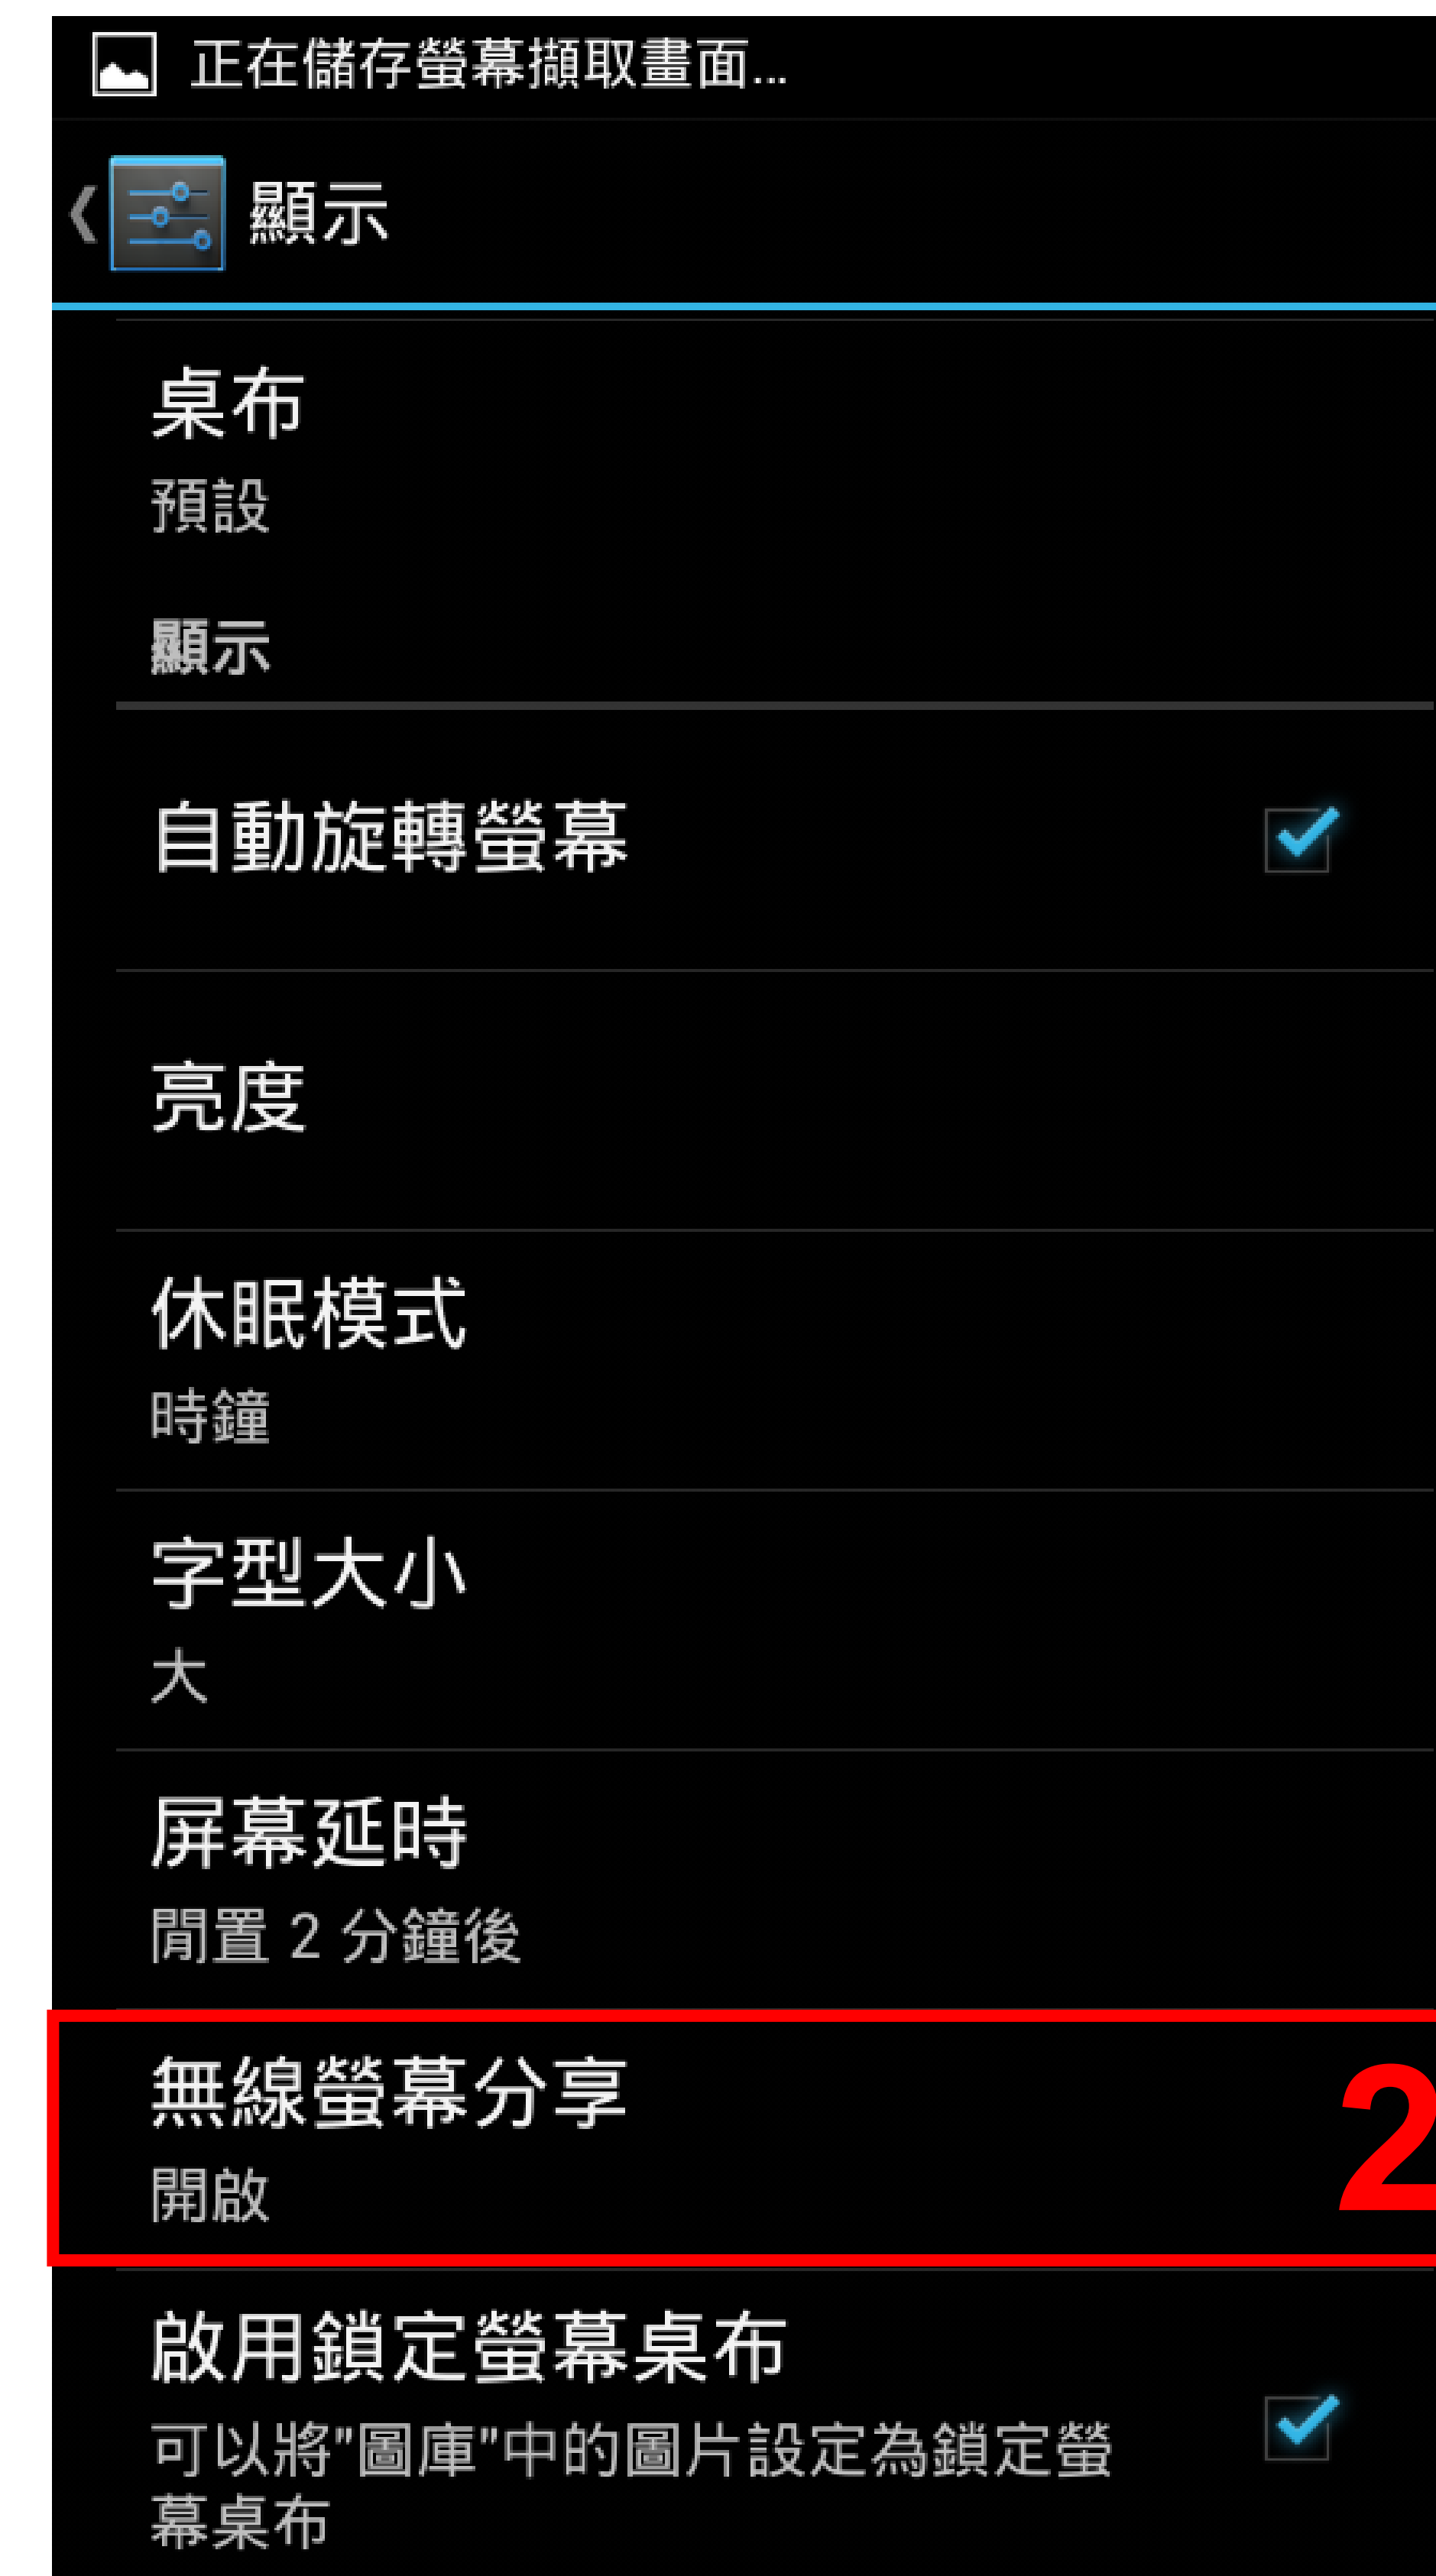 正在儲存螢幕擷取畫面...
顯示
桌布
預設
顯示
自動旋轉螢幕
亮度
休眠模式
時鐘
字型大小
大
屏幕延時
閒置 2 分鐘後
無線螢幕分享
2
開啟
啟用鎖定螢幕桌布
可以將"圖庫"中的圖片設定為鎖定螢
幕桌布